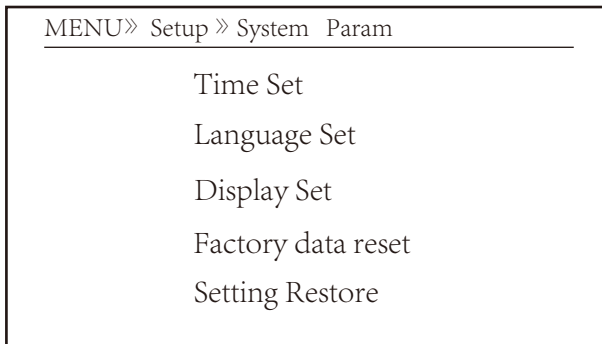 MENU» Setup » System Param
Time Set
Language Set
Display Set
Factory data reset
Setting Restore